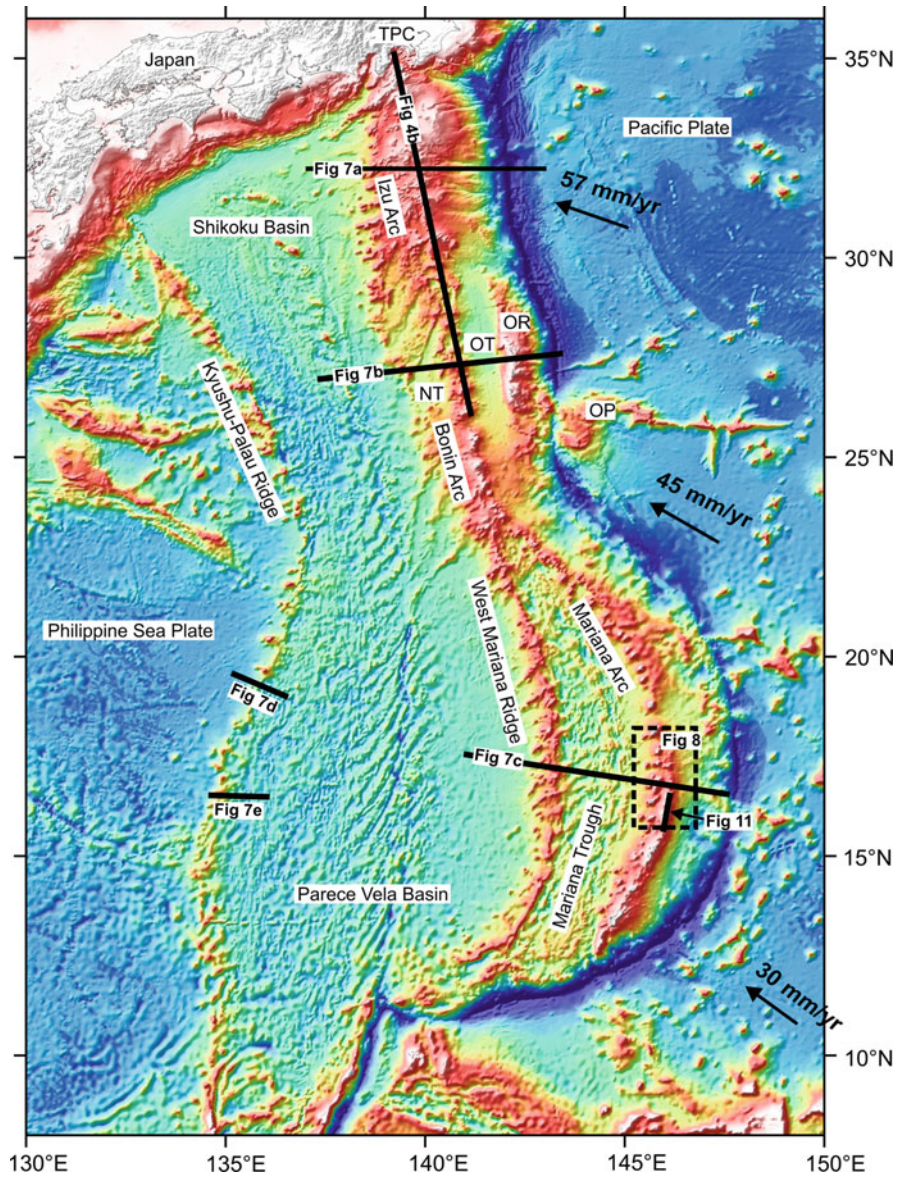 TPC
35°N
Japan
Fig 4b
Pacific Plate
Fig 7a
57 mm/yr
Izu Arc
Shikoku Basin
30°N
OR
OT
Fig 7b
NT
Kyushu-Palau Ridge
OP
Bonin Arc
25°N
45 mm/yr
West Mariana Ridge
Mariana Arc
Philippine Sea Plate
20°N
Fig 7d
Fig 8
Fig 7c
Fig 7e
Fig 11
Mariana Trough
15°N
Parece Vela Basin
30 mm/yr
10°N
130°E
135°E
140°E
145°E
150°E